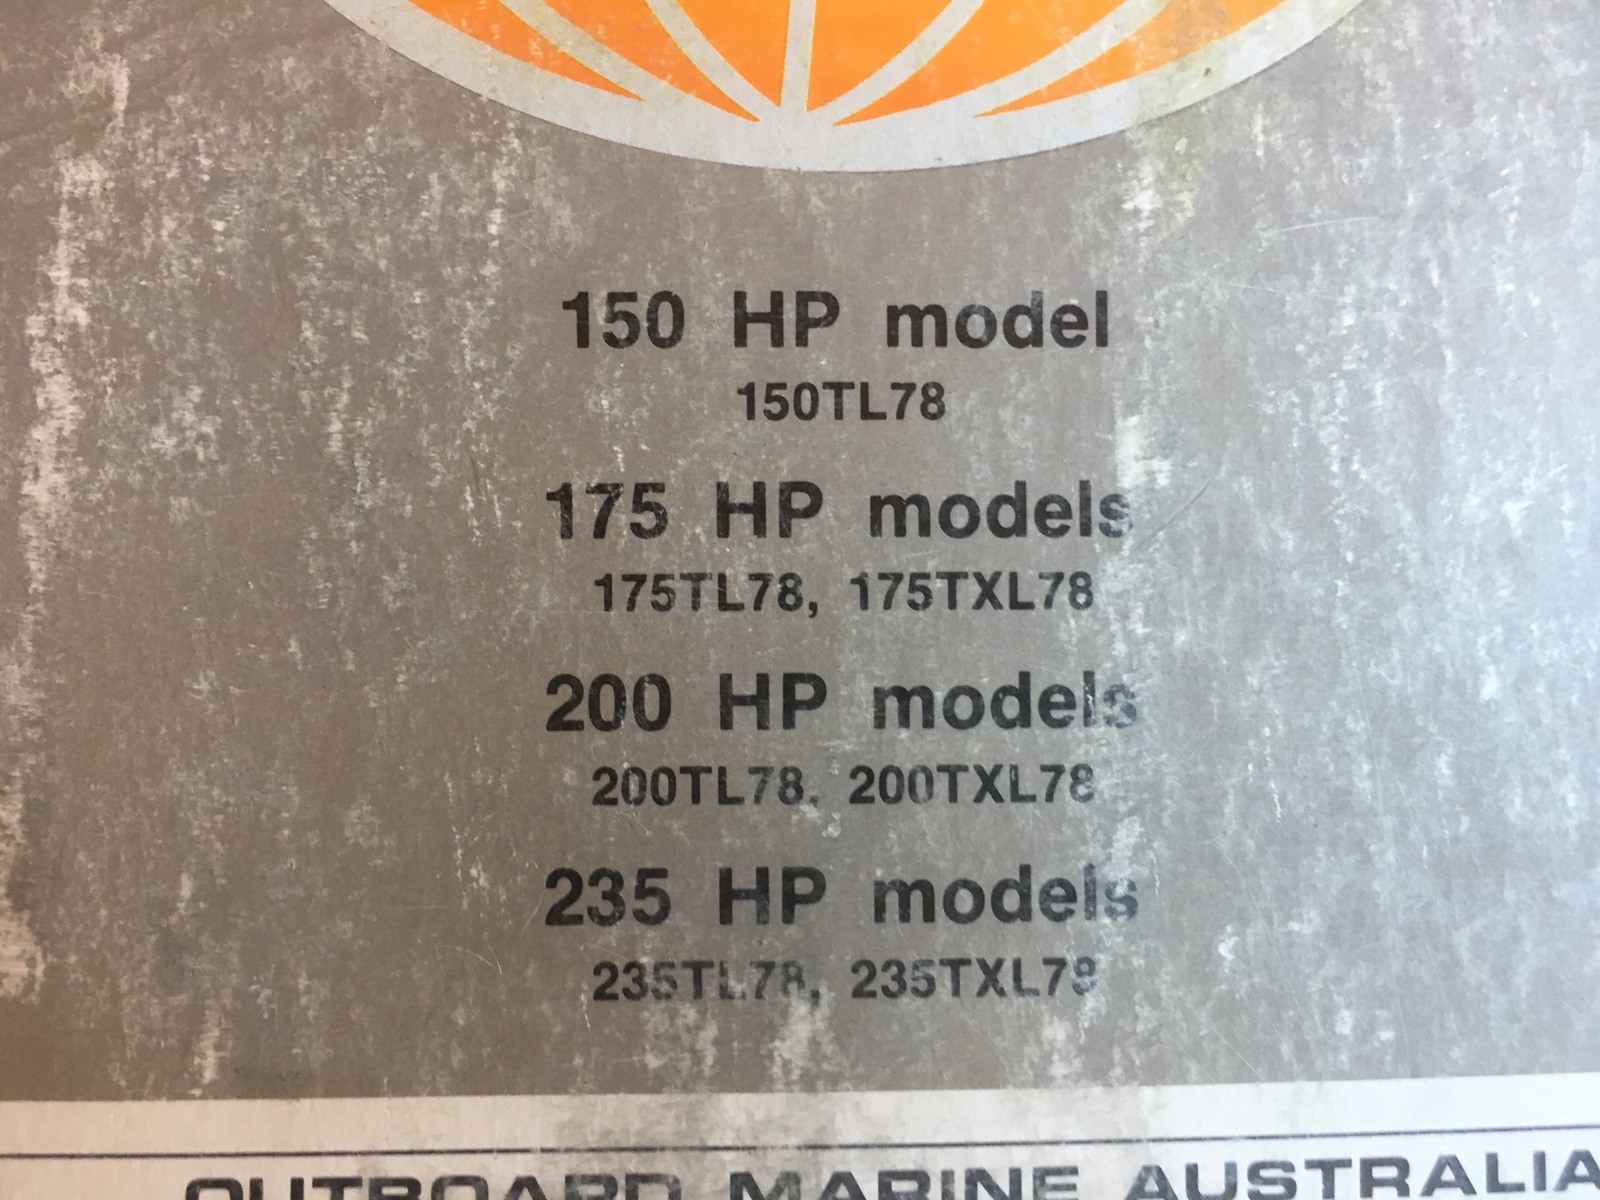 150 HP model
150TL78
175 HP models
175TL78, 175TXL78
200 HP models
200TL78, 200TXL78
235 HP models
235TL78, 235TXL78
OUTBOARD MARINE AUSTRALIA